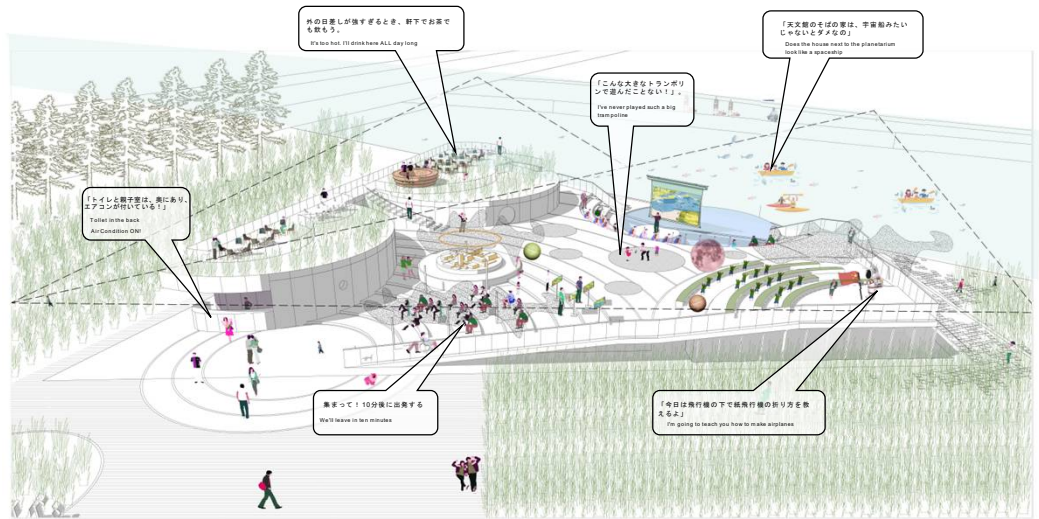 外の日差しが強すぎるとき、軒下でお茶で
も飲もう。
It's too hot. I'll drink here ALL day long
「天文館のそばの家は、宇宙船みたい
じゃないとダメなの」
Does the house next to the planetarium
look like a spaceship
「こんな大きなトランポリ
ンで遊んだことない！」。
I've never played such a big
trampoline
「トイレと親子室は、奥にあり、
エアコンが付いている！」
Toilet in the back
AirCondition ON!
集まって！10分後に出発する
We'll leave in ten minutes
「今日は飛行機の下で紙飛行機の折り方を教
えるよ」
I'm going to teach you how to make airplanes